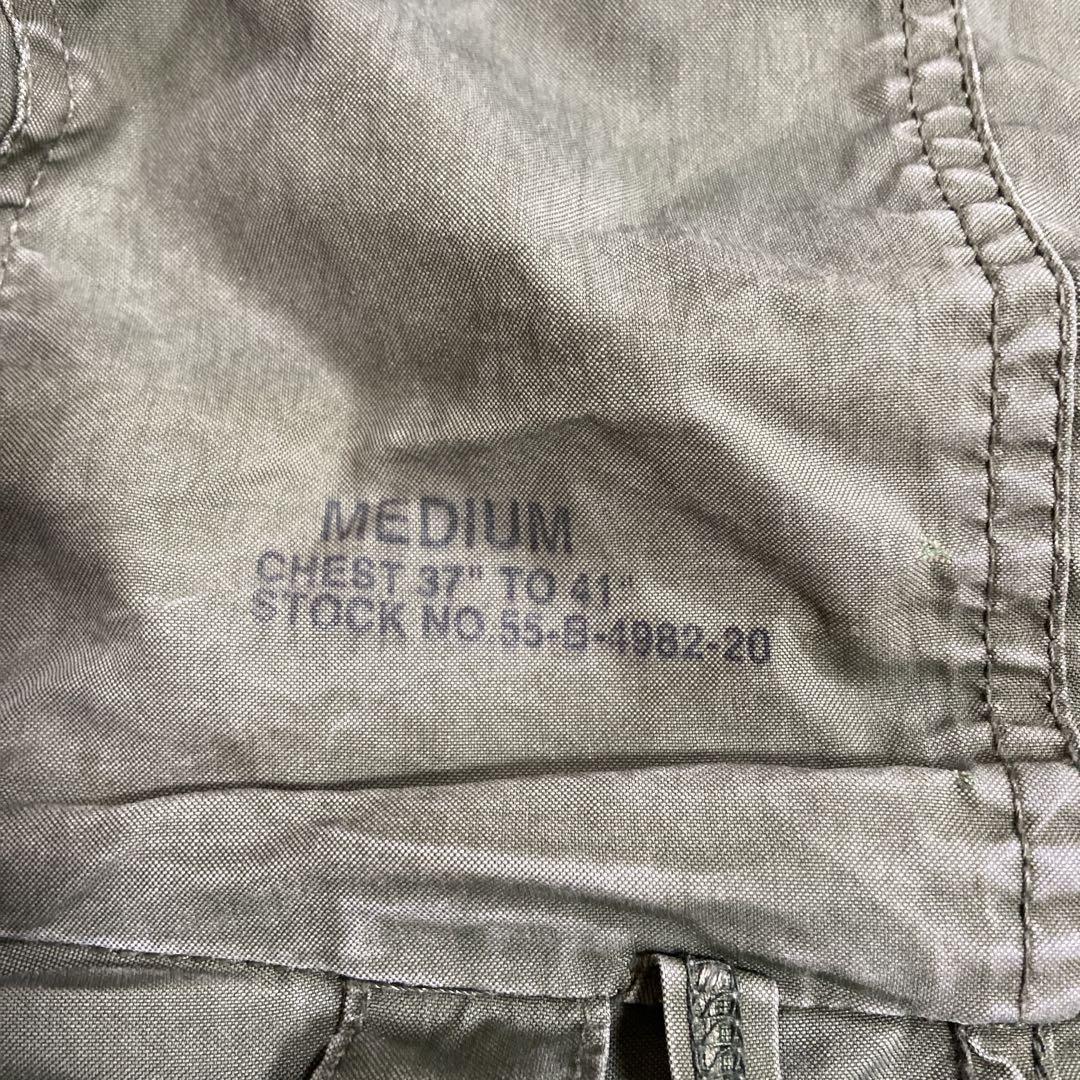 MEDIUM
CHEST 37" TO 41"
STOCK NO.55-B-4982-20